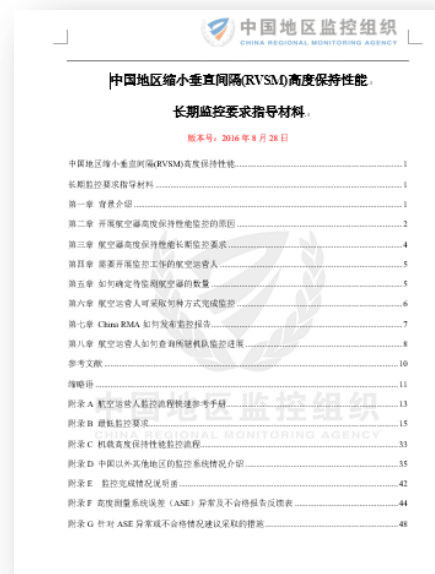 中国地区监控组织
CHINA REGIONAL MONITORING AGENCY
中国地区缩小垂直间隔(RVSM)高度保持性能
长期监控要求指导材料
版本号：2016 年 8 月 28 日
中国地区缩小垂直间隔(RVSM)高度保持性能 1
长期监控要求指导材料 1
第一章 背景介绍 1
第二章 开展航空器高度保持性能监控的原因 2
第三章 航空器高度保持性能长期监控要求 4
第四章 需要开展监控工作的航空运营人 5
第五章 如何确定待监测航空器的数量 5
第六章 航空运营人可采取何种方式完成监控 6
第七章 China RMA 如何发布监控报告 7
第八章 航空运营人如何查询所辖机队监控进展 8
参考文献 10
缩略语 11
附录 A 航空运营人监控流程快速参考手册 13
附录 B 最低监控要求 15
附录 C 机载高度保持性能监控流程 33
附录 D 中国以外其他地区的监控系统情况介绍 35
附录 E 监控完成情况说明函 42
附录 F 高度测量系统误差（ASE）异常及不合格报告反馈表 44
附录 G 针对 ASE 异常或不合格情况建议采取的措施 48
中国地区监控组织
CHINA REGIONAL MONITORING AGENCY